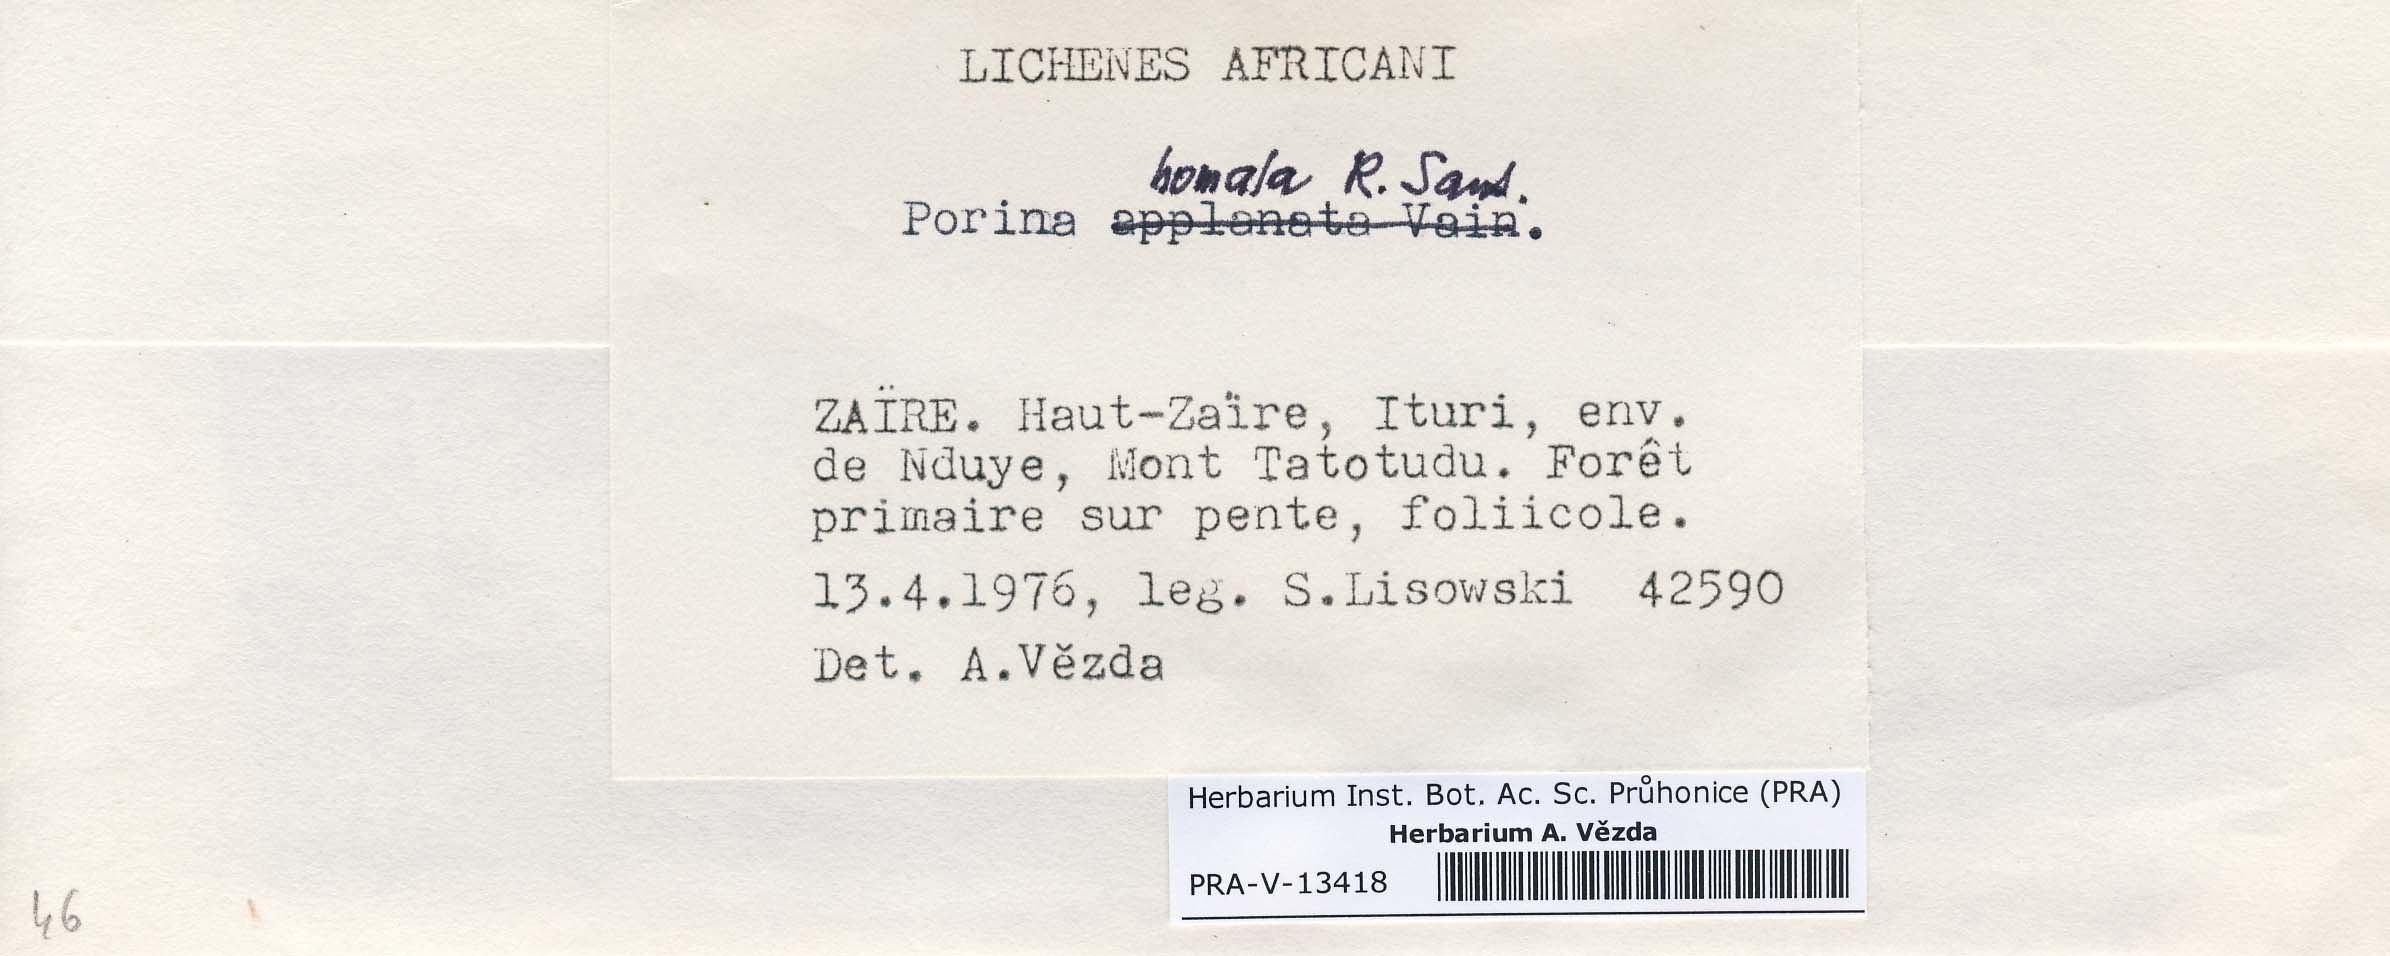 LICHENES AFRICANI
homala R. Sant.
Porina applanata Vain.
ZAÏRE. Haut-Zaïre, Ituri, env.
de Nduye, Mont Tatotudu. Forêt
primaire sur pente, foliicole.
13.4.1976, leg. S.Lisowski 42590
Det. A.Vězda
Herbarium Inst. Bot. Ac. Sc. Průhonice (PRA)
Herbarium A. Vězda
PRA-V-13418
46